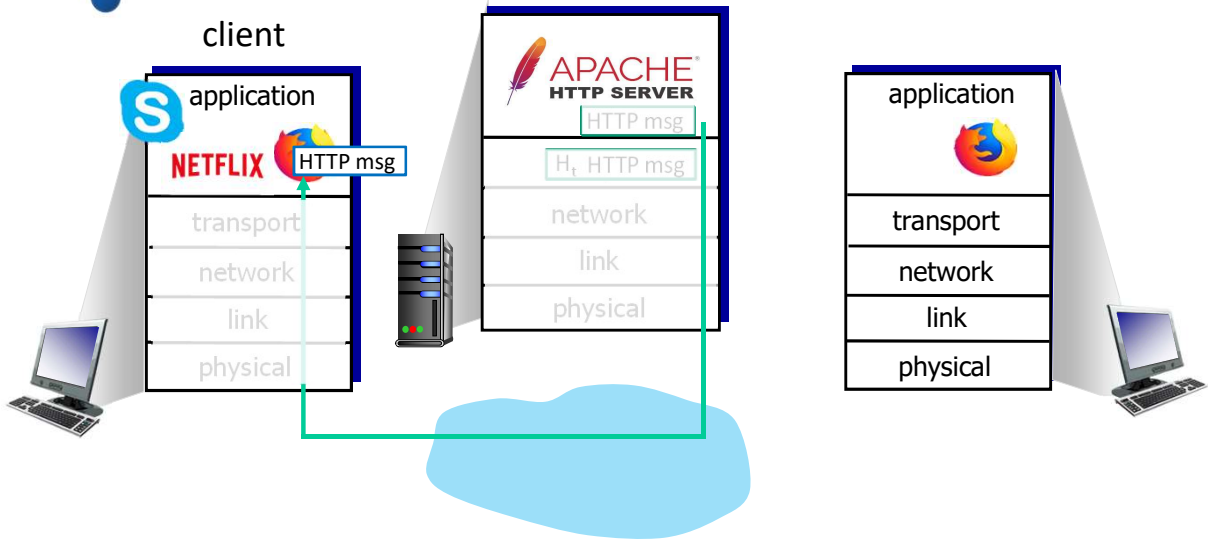 client
application
S
NETFLIX
HTTP msg
transport
network
link
physical
APACHE®
HTTP SERVER
HTTP msg
Ht HTTP msg
network
link
physical
application
transport
network
link
physical